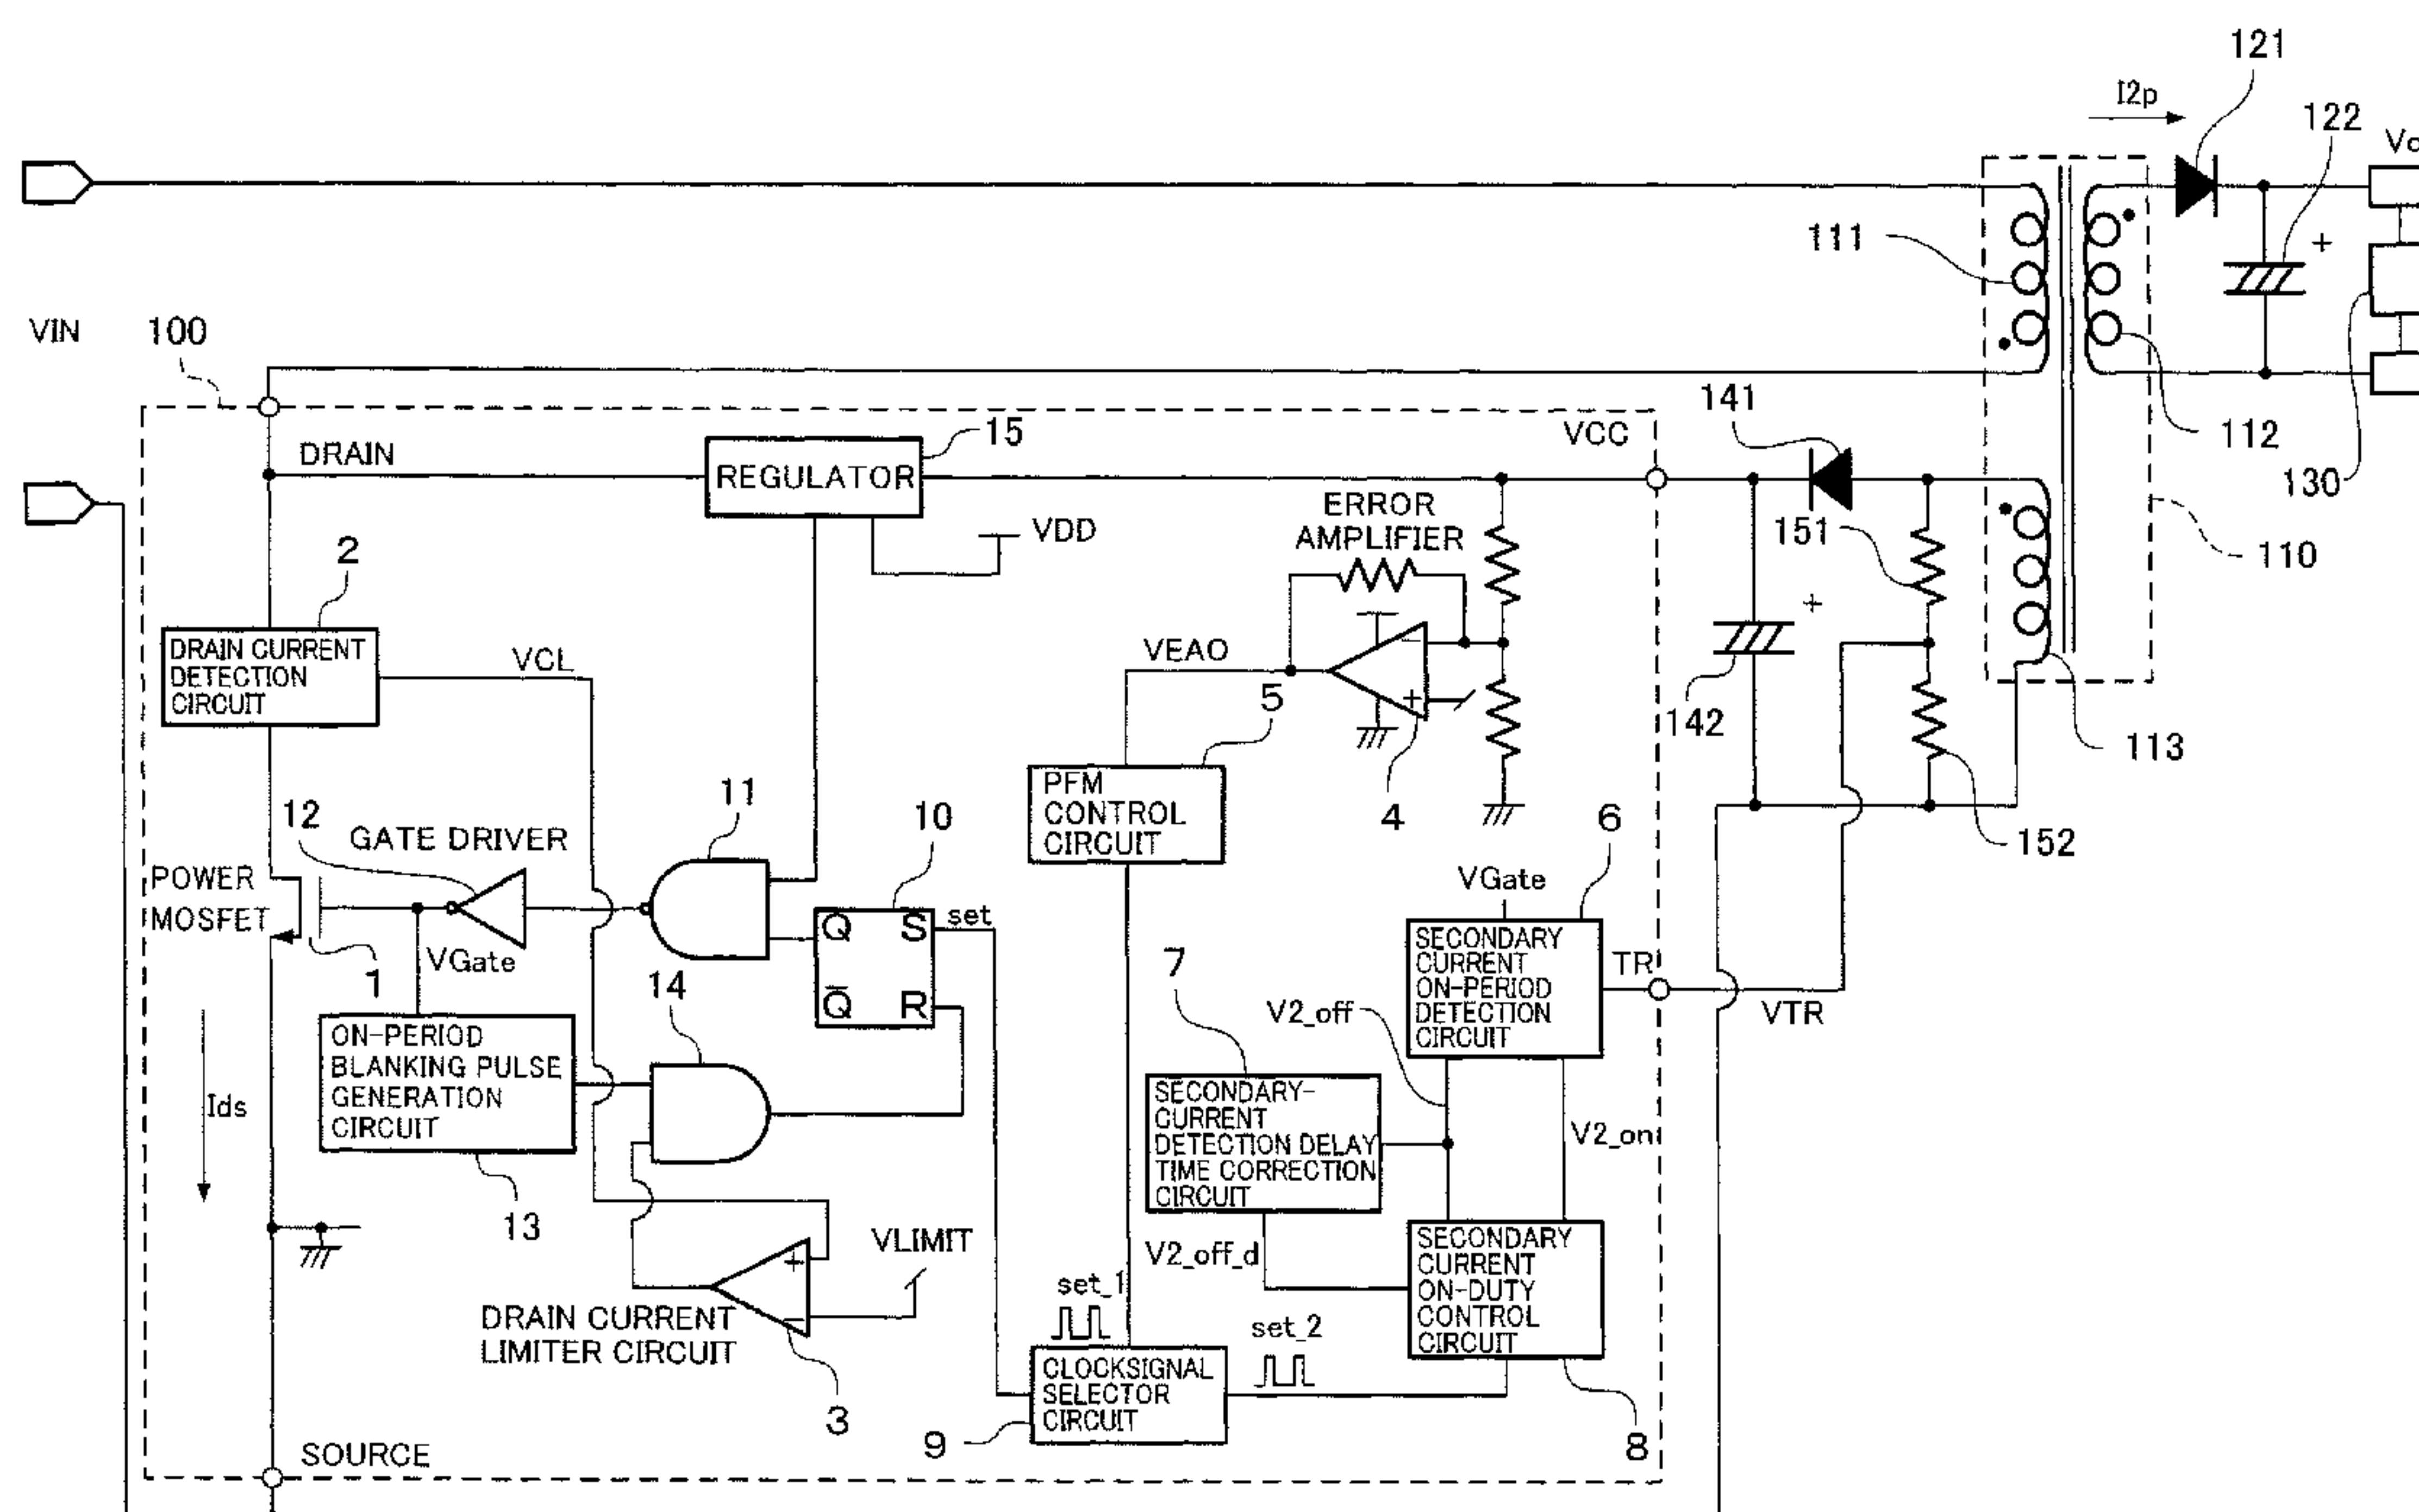 121
I2p
122
Vo
111
VIN
100
141
VCC
15
112
DRAIN
REGULATOR
130
ERROR
AMPLIFIER
VDD
151
110
2
DRAIN CURRENT
DETECTION
CIRCUIT
VCL
VEAO
5
+
142
113
PFM
CONTROL
CIRCUIT
4
11
12
10
6
152
GATE DRIVER
POWER
MOSFET
VGate
Q
S
set
SECONDARY
CURRENT
ON-PERIOD
DETECTION
CIRCUIT
TR
VTR
VGate
1
14
Q̅
R
7
V2_off
ON-PERIOD
BLANKING PULSE
GENERATION
CIRCUIT
Ids
SECONDARY-
CURRENT
DETECTION DELAY
TIME CORRECTION
CIRCUIT
V2_on
13
VLIMIT
V2_off_d
SECONDARY
CURRENT
ON-DUTY
CONTROL
CIRCUIT
+
−
set_1
set_2
DRAIN CURRENT
LIMITER CIRCUIT
3
CLOCKSIGNAL
SELECTOR
CIRCUIT
9
8
SOURCE